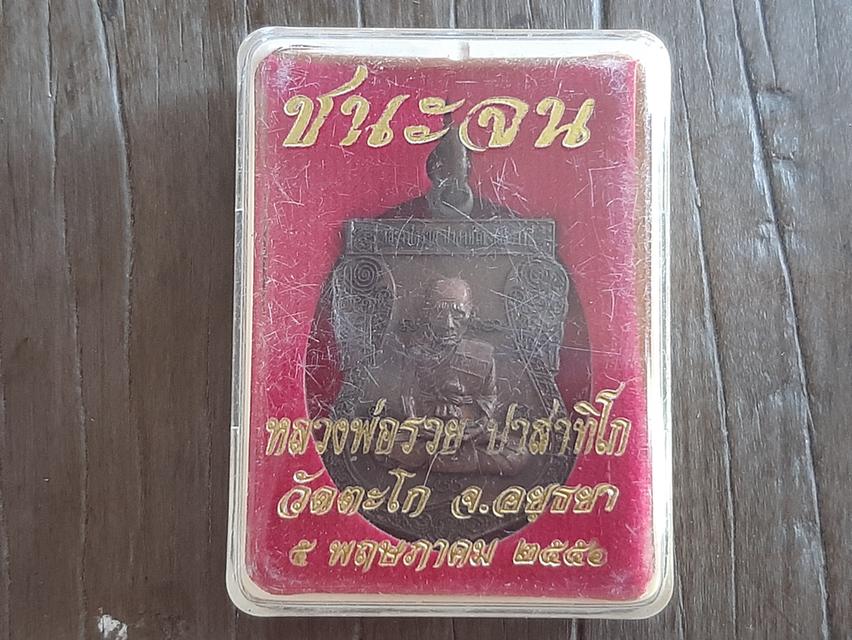 ชนะจน
หลวงพ่อรวย ปาสาทิโก
วัดตะโก จ.อยุธยา
๕ พฤษภาคม ๒๕๕๑